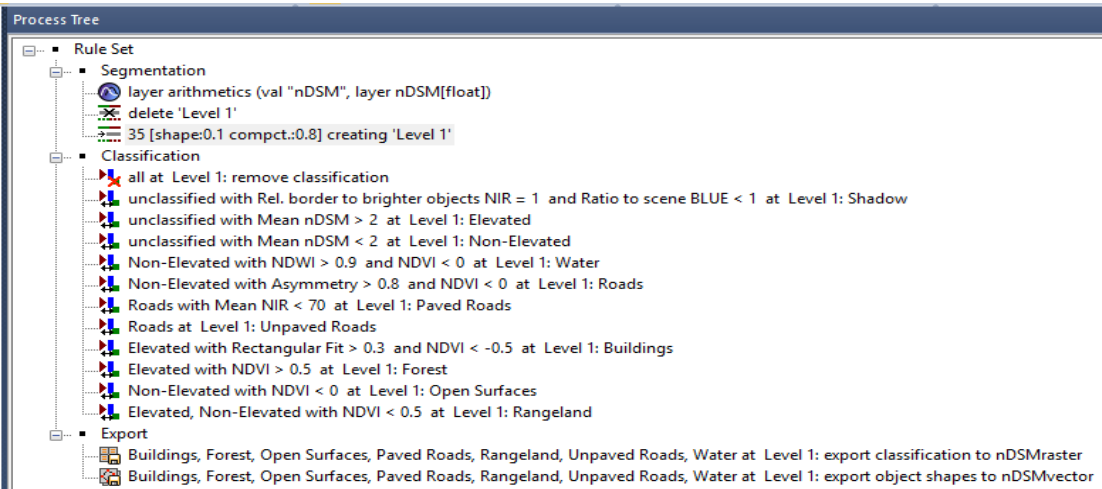 Process Tree
Rule Set
Segmentation
layer arithmetics (val "nDSM", layer nDSM[float])
delete 'Level 1'
35 [shape:0.1 compct.:0.8] creating 'Level 1'
Classification
all at Level 1: remove classification
unclassified with Rel. border to brighter objects NIR = 1 and Ratio to scene BLUE < 1 at Level 1: Shadow
unclassified with Mean nDSM > 2 at Level 1: Elevated
unclassified with Mean nDSM < 2 at Level 1: Non-Elevated
Non-Elevated with NDWI > 0.9 and NDVI < 0 at Level 1: Water
Non-Elevated with Asymmetry > 0.8 and NDVI < 0 at Level 1: Roads
Roads with Mean NIR < 70 at Level 1: Paved Roads
Roads at Level 1: Unpaved Roads
Elevated with Rectangular Fit > 0.3 and NDVI < -0.5 at Level 1: Buildings
Elevated with NDVI > 0.5 at Level 1: Forest
Non-Elevated with NDVI < 0 at Level 1: Open Surfaces
Elevated, Non-Elevated with NDVI < 0.5 at Level 1: Rangeland
Export
Buildings, Forest, Open Surfaces, Paved Roads, Rangeland, Unpaved Roads, Water at Level 1: export classification to nDSMraster
Buildings, Forest, Open Surfaces, Paved Roads, Rangeland, Unpaved Roads, Water at Level 1: export object shapes to nDSMvector